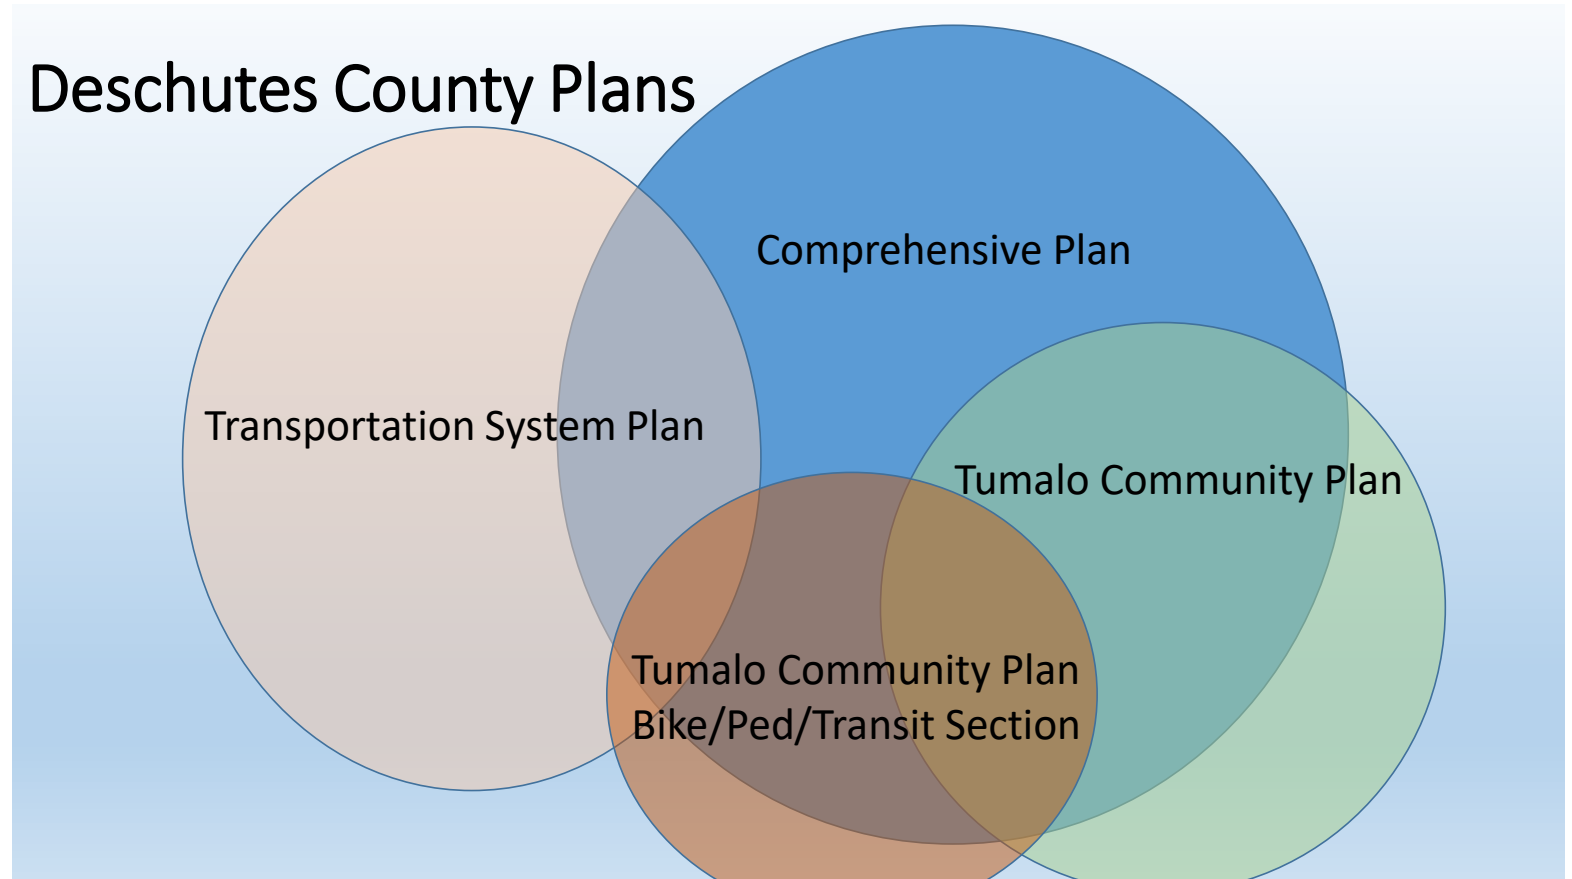 Deschutes County Plans
Comprehensive Plan
Transportation System Plan
Tumalo Community Plan
Tumalo Community Plan
Bike/Ped/Transit Section